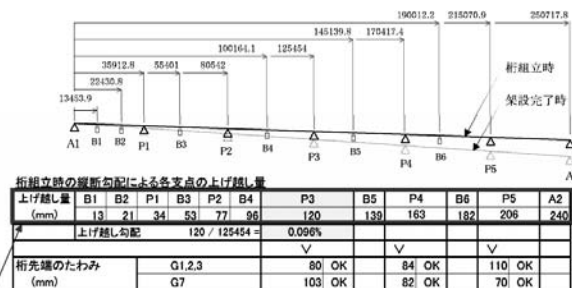 190012.2 215070.9 250717.8
145139.8 170417.4
100164.1 125454
35912.8 55401 80542
22430.8
13453.9
桁組立時
架設完了時
A1 B1 B2 P1 B3 P2 B4 P3 B5 P4 B6 P5 A
桁組立時の縦断勾配による各支点の上げ越し量
上げ越し量 B1 B2 P1 B3 P2 B4 P3 B5 P4 B6 P5 A2
(mm) 13 21 34 53 77 96 120 139 163 182 206 240
上げ越し勾配 120 / 125454 = 0.096%
∨ ∨ ∨
桁先端のたわみ G1,2,3 80 OK 84 OK 110 OK
(mm) G7 103 OK 82 OK 70 OK